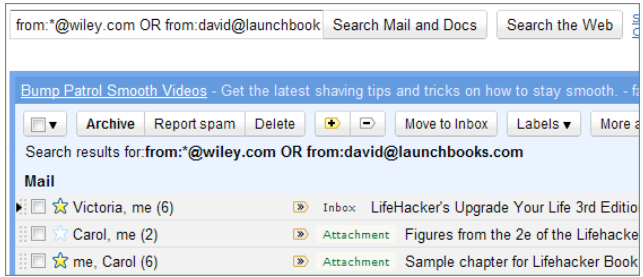 from:*@wiley.com OR from:david@launchbook Search Mail and Docs Search the Web
Bump Patrol Smooth Videos - Get the latest shaving tips and tricks on how to stay smooth. - fa
Archive Report spam Delete Move to Inbox Labels ▾ More a
Search results for:from:*@wiley.com OR from:david@launchbooks.com
Mail
Victoria, me (6) » Inbox LifeHacker's Upgrade Your Life 3rd Editio
Carol, me (2) » Attachment Figures from the 2e of the Lifehacke
me, Carol (6) » Attachment Sample chapter for Lifehacker Book